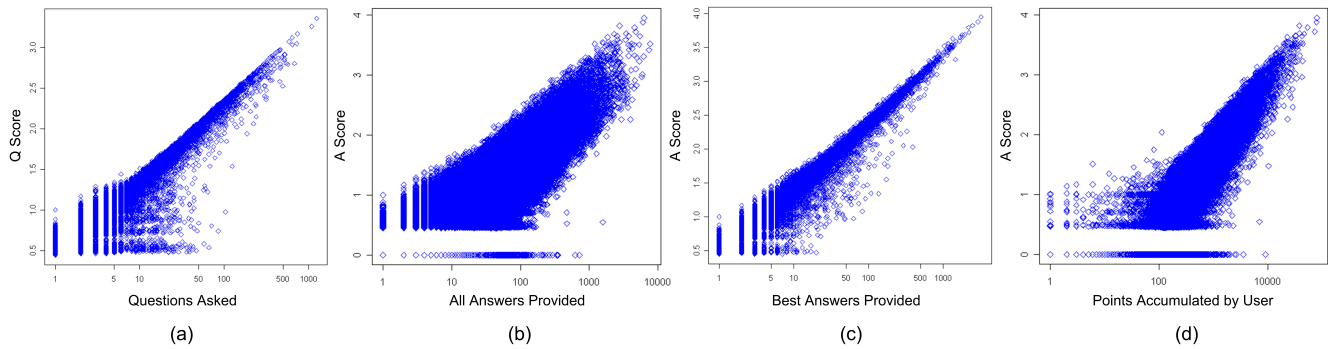 Q Score
3.0
2.5
2.0
1.5
1.0
0.5
1 5 10 50 100 500 1000
Questions Asked
(a)
A Score
4
3
2
1
0
1 10 100 1000 10000
All Answers Provided
(b)
A Score
4.0
3.5
3.0
2.5
2.0
1.5
1.0
0.5
1 5 10 50 100 500 1000
Best Answers Provided
(c)
A Score
4
3
2
1
0
1 100 10000
Points Accumulated by User
(d)